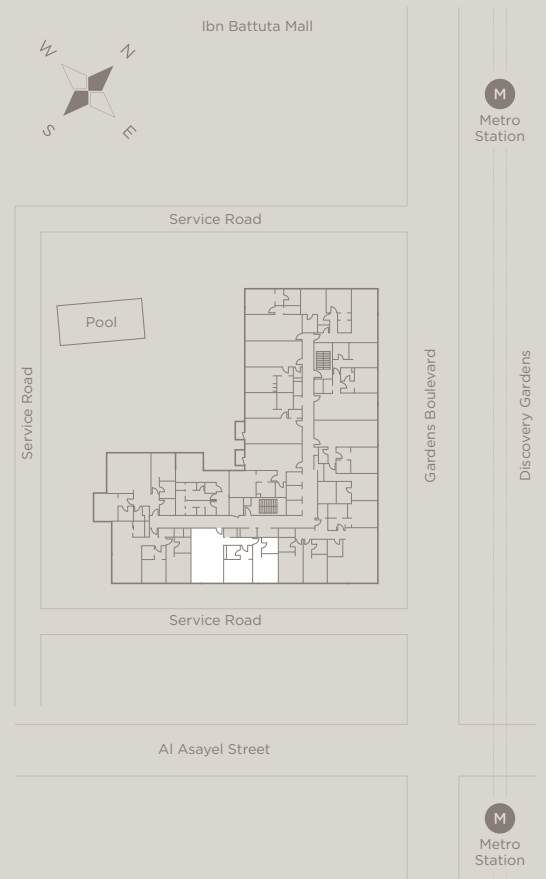 Ibn Battuta Mall
W
N
S
E
M
Metro
Station
Service Road
Pool
Service Road
Gardens Boulevard
Discovery Gardens
Service Road
Al Asayel Street
M
Metro
Station